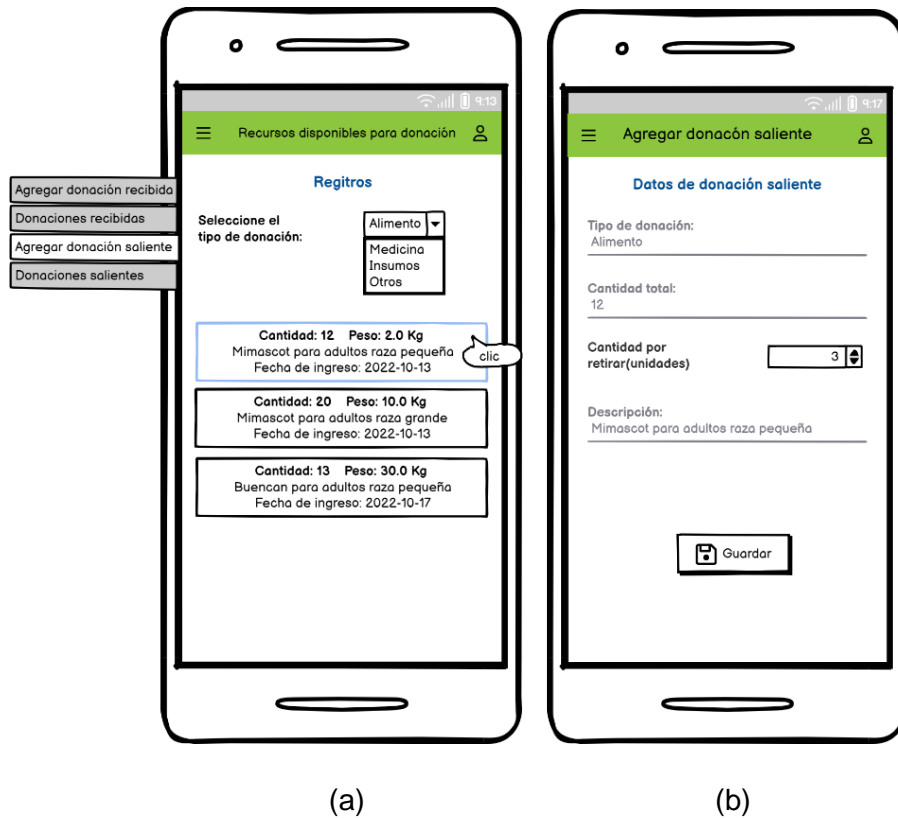 9:13
Recursos disponibles para donación
Agregar donación recibida
Donaciones recibidas
Agregar donación saliente
Donaciones salientes
Regitros
Seleccione el
tipo de donación:
Alimento
Medicina
Insumos
Otros
Cantidad: 12 Peso: 2.0 Kg
Mimascot para adultos raza pequeña
Fecha de ingreso: 2022-10-13
clic
Cantidad: 20 Peso: 10.0 Kg
Mimascot para adultos raza grande
Fecha de ingreso: 2022-10-13
Cantidad: 13 Peso: 30.0 Kg
Buencan para adultos raza pequeña
Fecha de ingreso: 2022-10-17
(a)
9:17
Agregar donacón saliente
Datos de donación saliente
Tipo de donación:
Alimento
Cantidad total:
12
Cantidad por
retirar(unidades)
3
Descripción:
Mimascot para adultos raza pequeña
Guardar
(b)